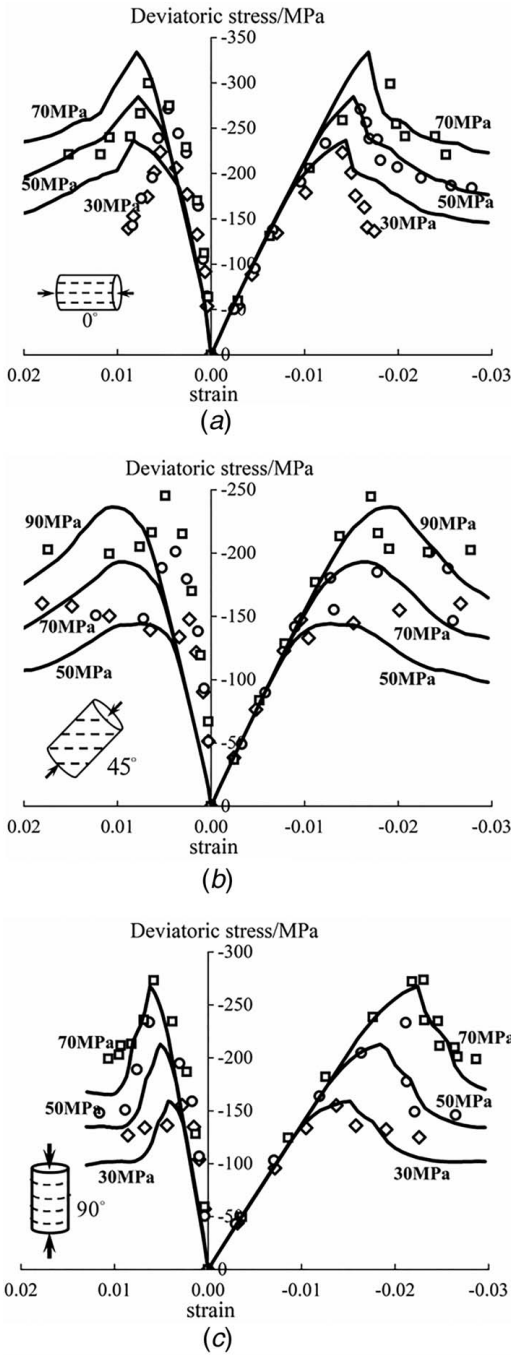 Deviatoric stress/MPa
-350
-300
70MPa
70MPa
-250
-200
50MPa
50MPa
-150
30MPa
30MPa
-100
-50
0°
0
0.02
0.01
0.00
-0.01
-0.02
-0.03
strain
(a)
Deviatoric stress/MPa
-250
90MPa
90MPa
-200
-150
70MPa
70MPa
50MPa
50MPa
-100
-50
45°
0
0.02
0.01
0.00
-0.01
-0.02
-0.03
strain
(b)
Deviatoric stress/MPa
-300
-250
70MPa
70MPa
-200
50MPa
50MPa
-150
30MPa
30MPa
-100
90°
-50
0
0.02
0.01
0.00
-0.01
-0.02
-0.03
strain
(c)